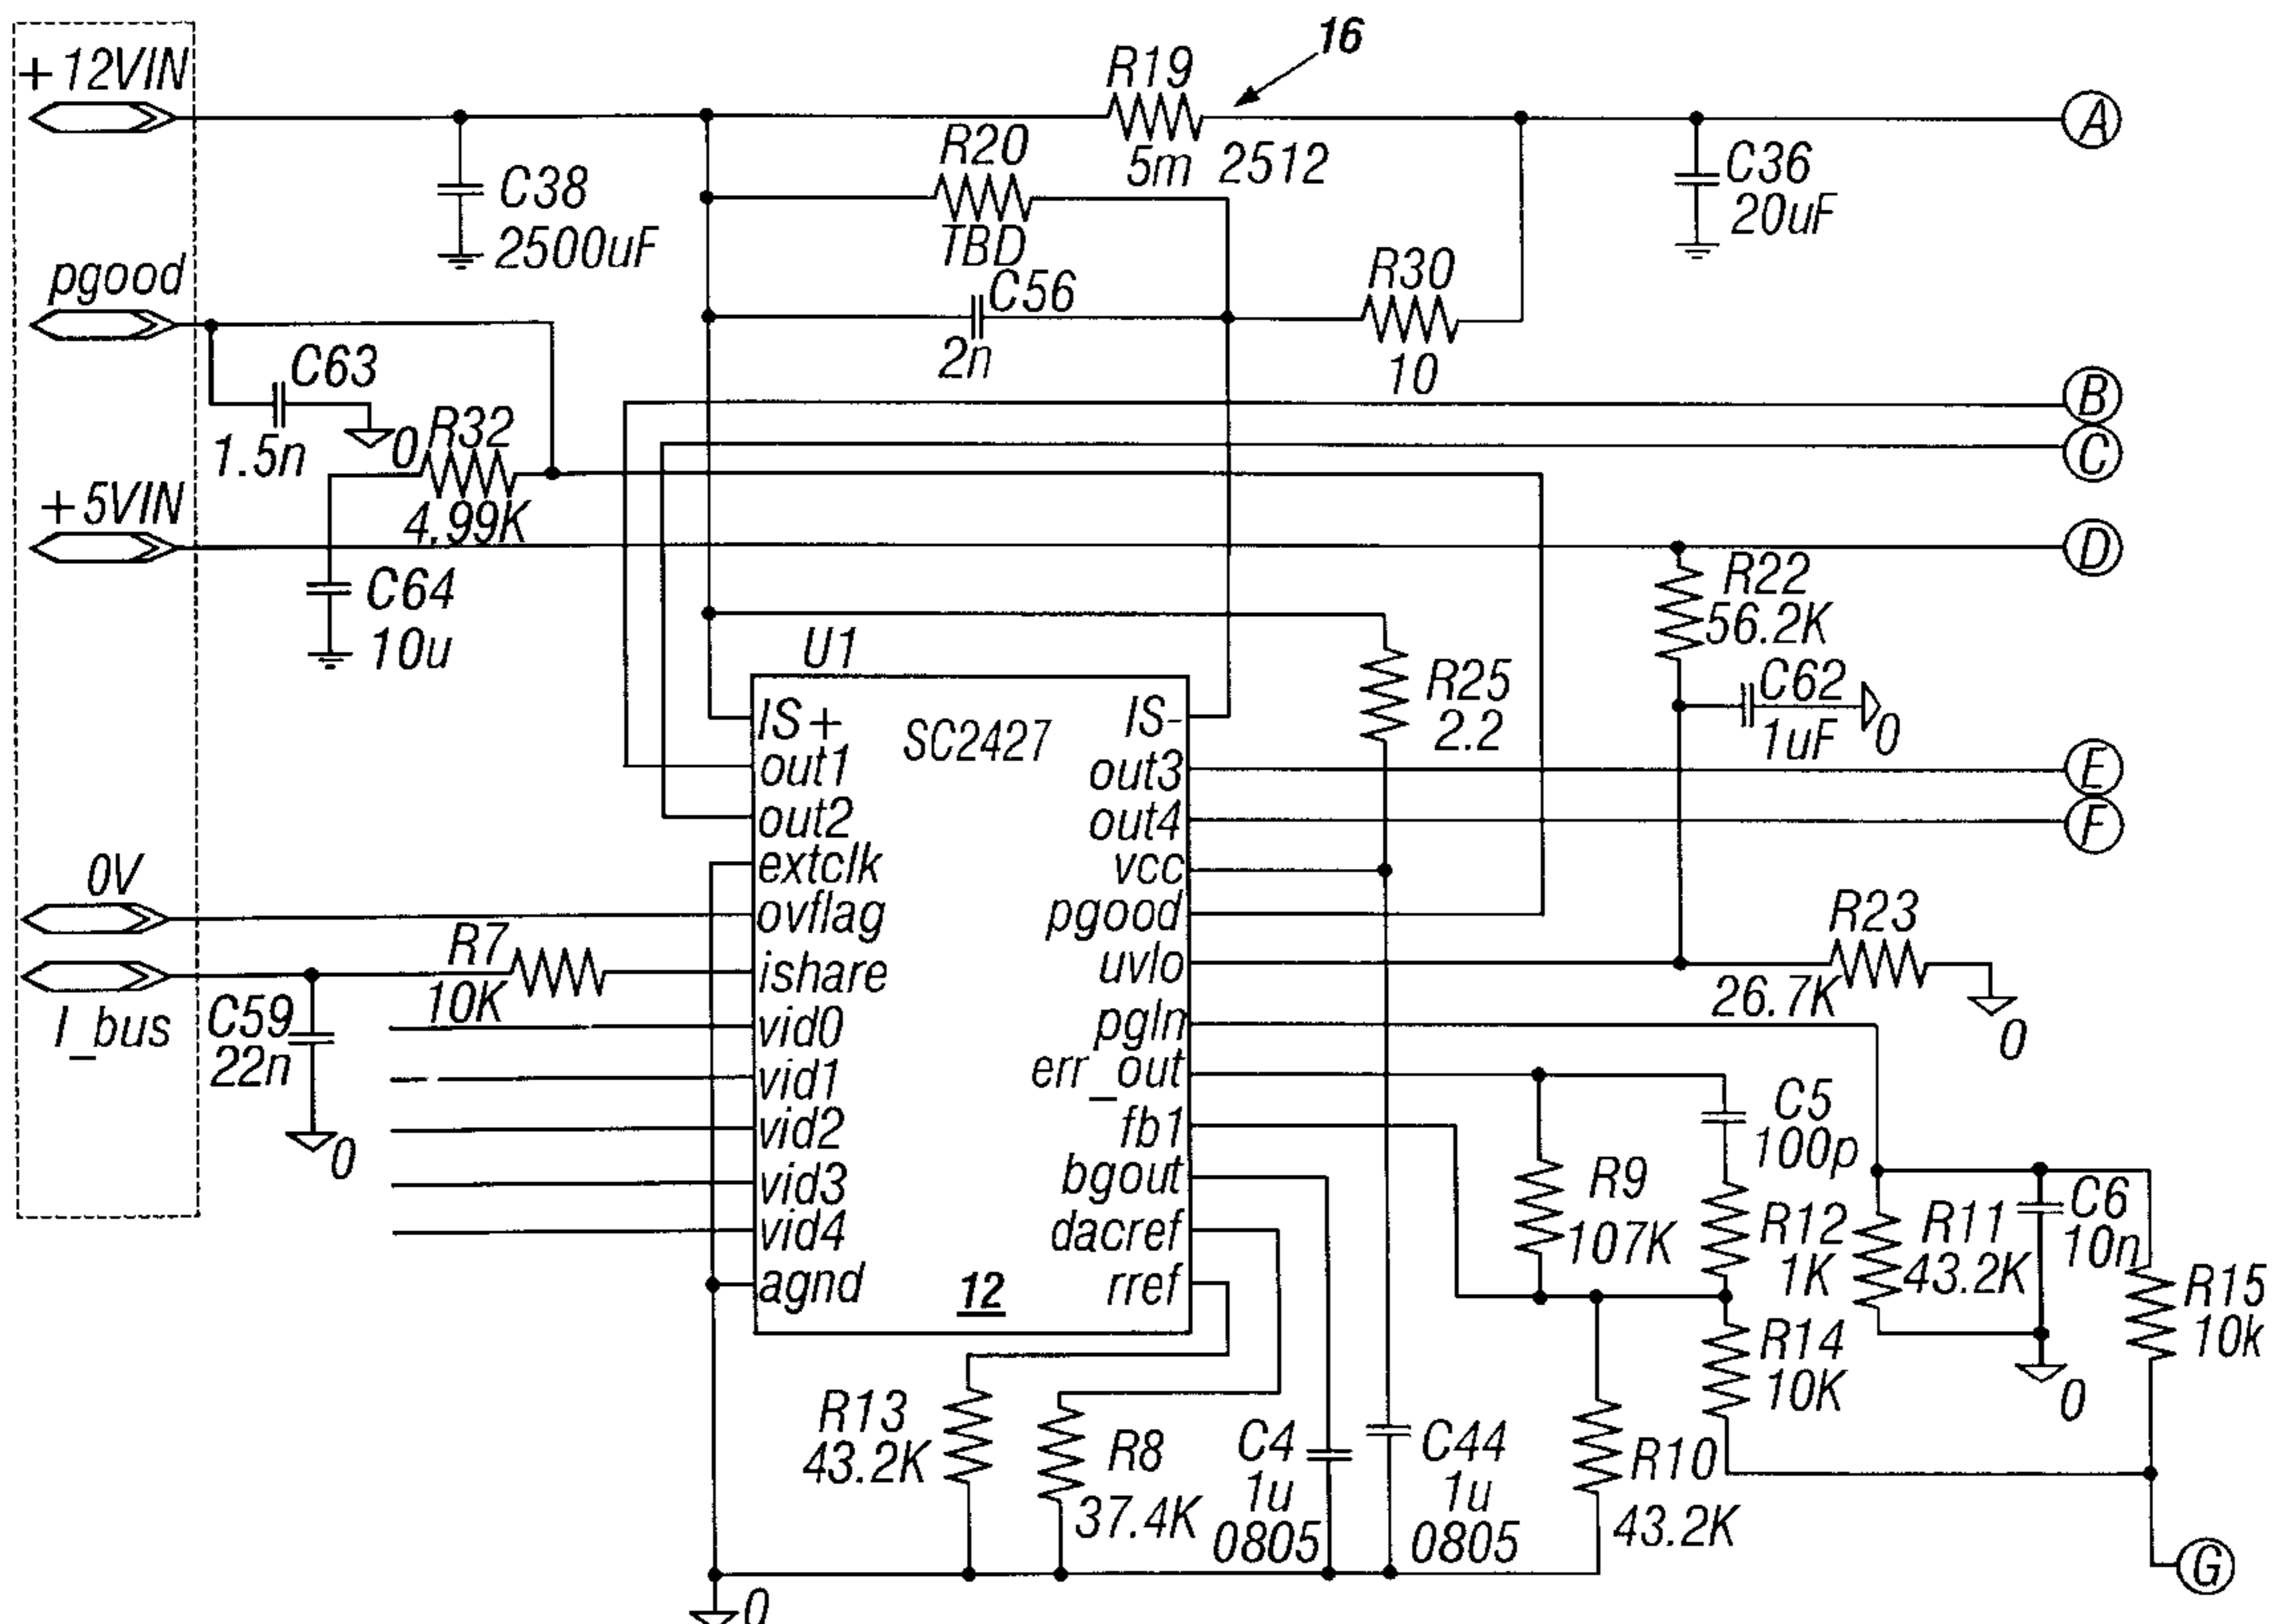 16
+12VIN
R19
5m 2512
A
R20
TBD
C38
2500uF
C36
20uF
pgood
C56
2n
R30
10
C63
1.5n
0
B
R32
4.99K
C
+5VIN
D
C64
10u
R22
56.2K
C62
1uF
0
U1
SC2427
R25
2.2
IS+
IS-
out1
out3
E
out2
out4
F
extclk
vcc
0V
ovflag
pgood
R7
10K
ishare
uvlo
R23
26.7K
0
I_bus
C59
22n
0
vid0
pgIn
vid1
err_out
vid2
fb1
C5
100p
vid3
bgout
vid4
dacref
agnd
12
rref
R9
107K
R12
1K
R11
43.2K
C6
10n
R15
10k
R14
10K
0
R13
43.2K
R8
37.4K
C4
1u
0805
C44
1u
0805
R10
43.2K
G
0